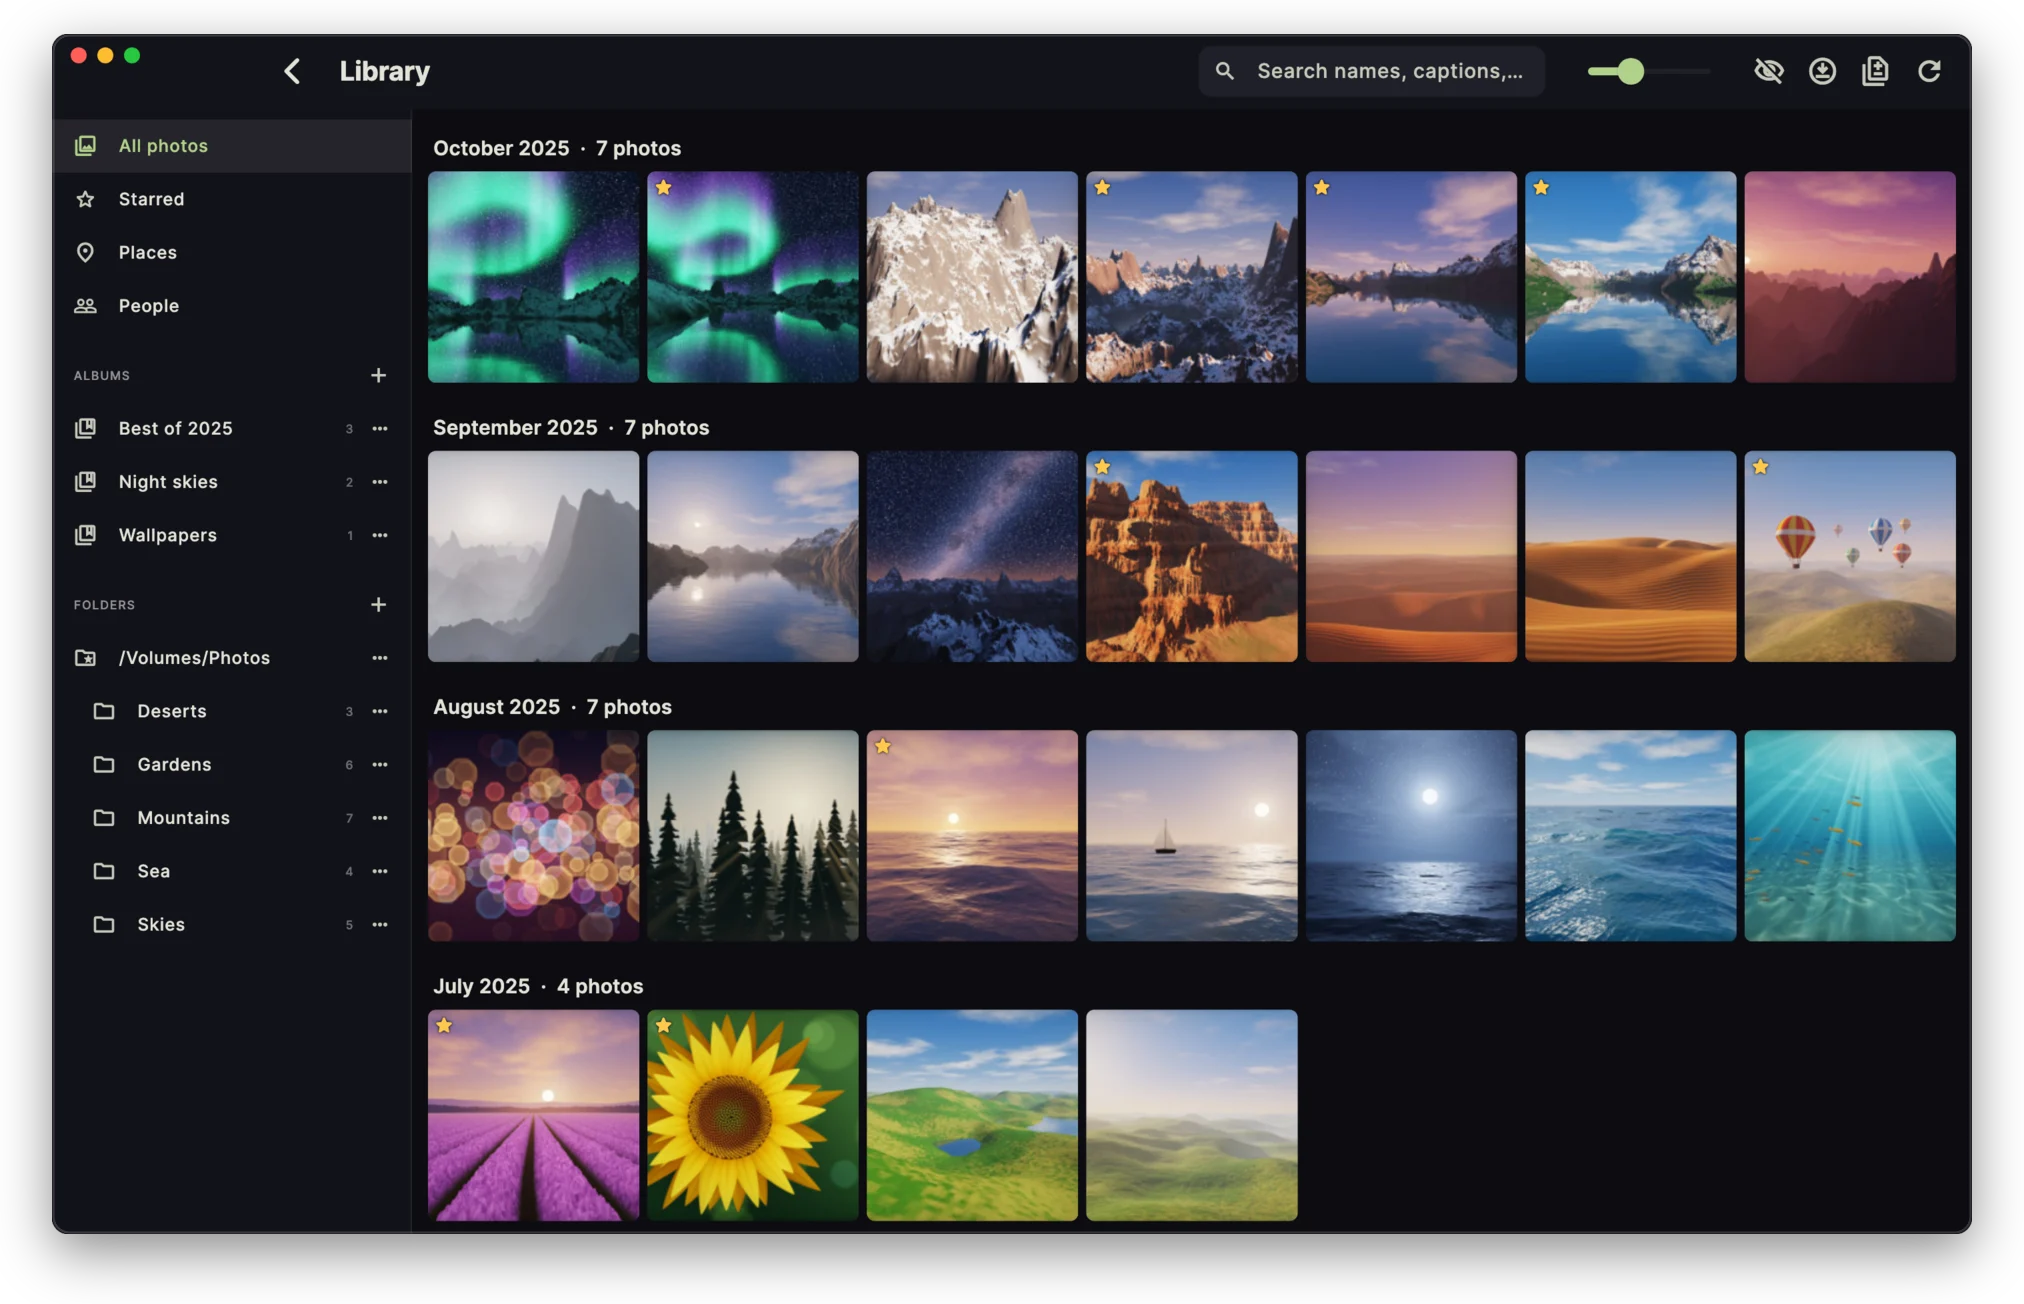 Library
Search names, captions,...
All photos
Starred
Places
People
ALBUMS
Best of 2025 3
Night skies 2
Wallpapers 1
FOLDERS
/Volumes/Photos
Deserts 3
Gardens 6
Mountains 7
Sea 4
Skies 5
October 2025 · 7 photos
September 2025 · 7 photos
August 2025 · 7 photos
July 2025 · 4 photos